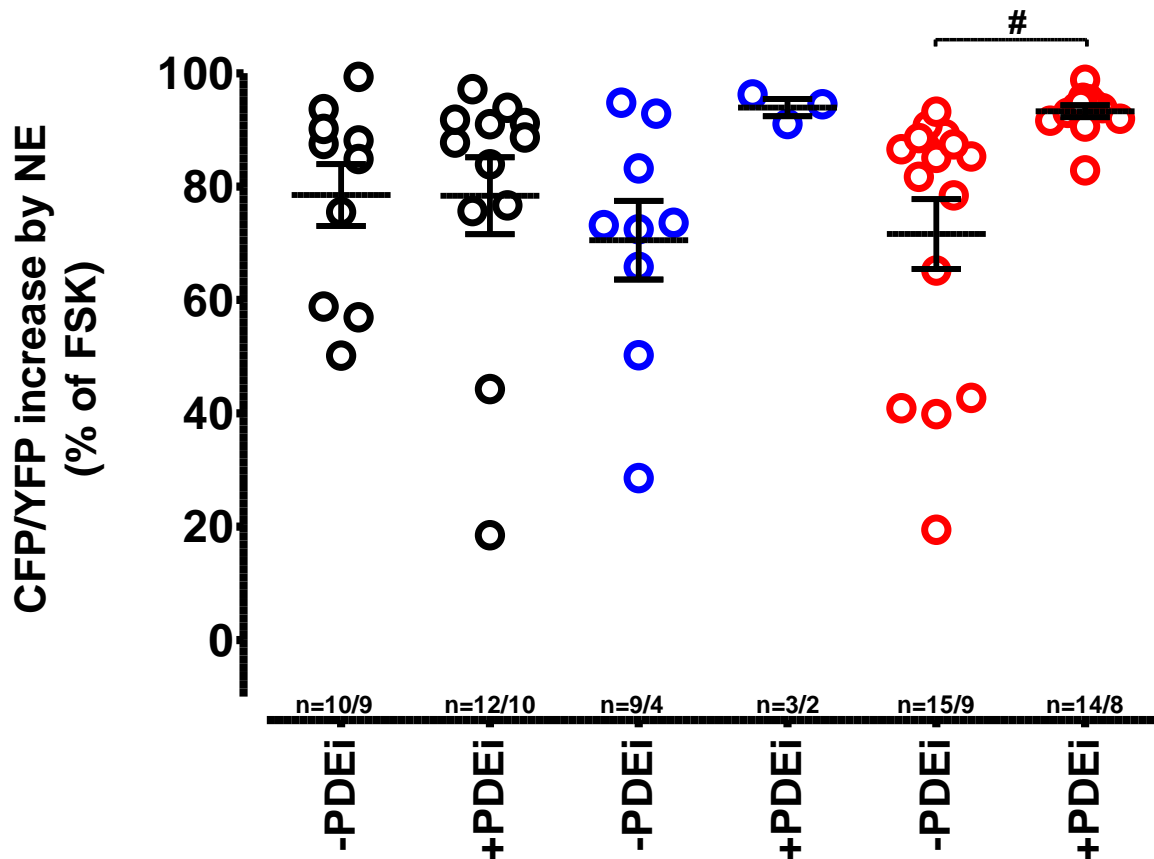 #
CFP/YFP increase by NE
(% of FSK)
100
80
60
40
20
0
n=10/9
n=12/10
n=9/4
n=3/2
n=15/9
n=14/8
-PDEi
+PDEi
-PDEi
+PDEi
-PDEi
+PDEi